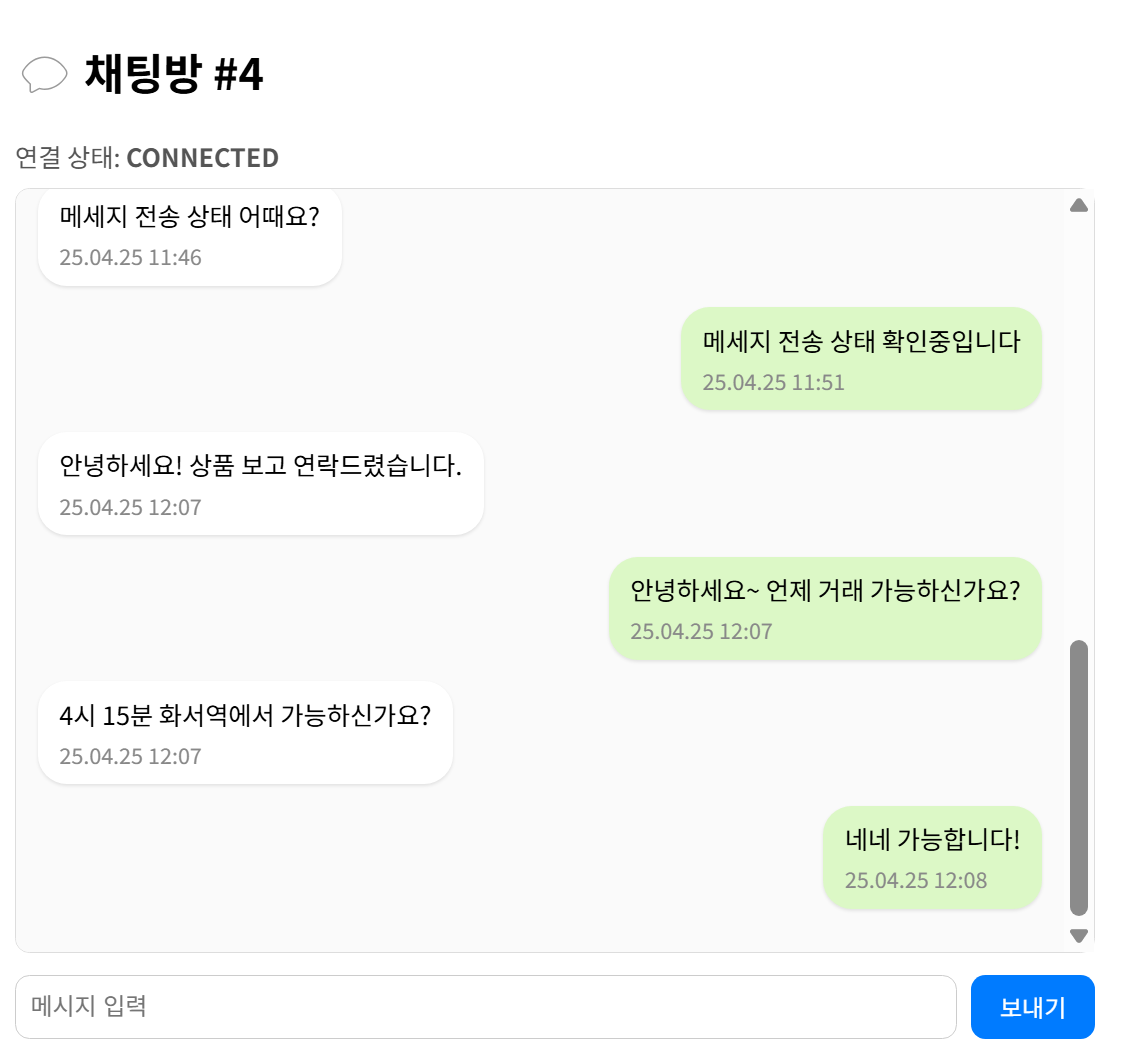 채팅방 #4
연결 상태: CONNECTED
메세지 전송 상태 어때요?
25.04.25 11:46
메세지 전송 상태 확인중입니다
25.04.25 11:51
안녕하세요! 상품 보고 연락드렸습니다.
25.04.25 12:07
안녕하세요~ 언제 거래 가능하신가요?
25.04.25 12:07
4시 15분 화서역에서 가능하신가요?
25.04.25 12:07
네네 가능합니다!
25.04.25 12:08
메시지 입력
보내기